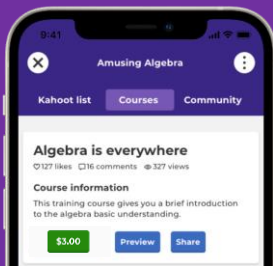 9:41
Amusing Algebra
Kahoot list Courses Community
Algebra is everywhere
127 likes 16 comments 327 views
Course information
This training course gives you a brief introduction
to the algebra basic understanding.
$3.00 Preview Share